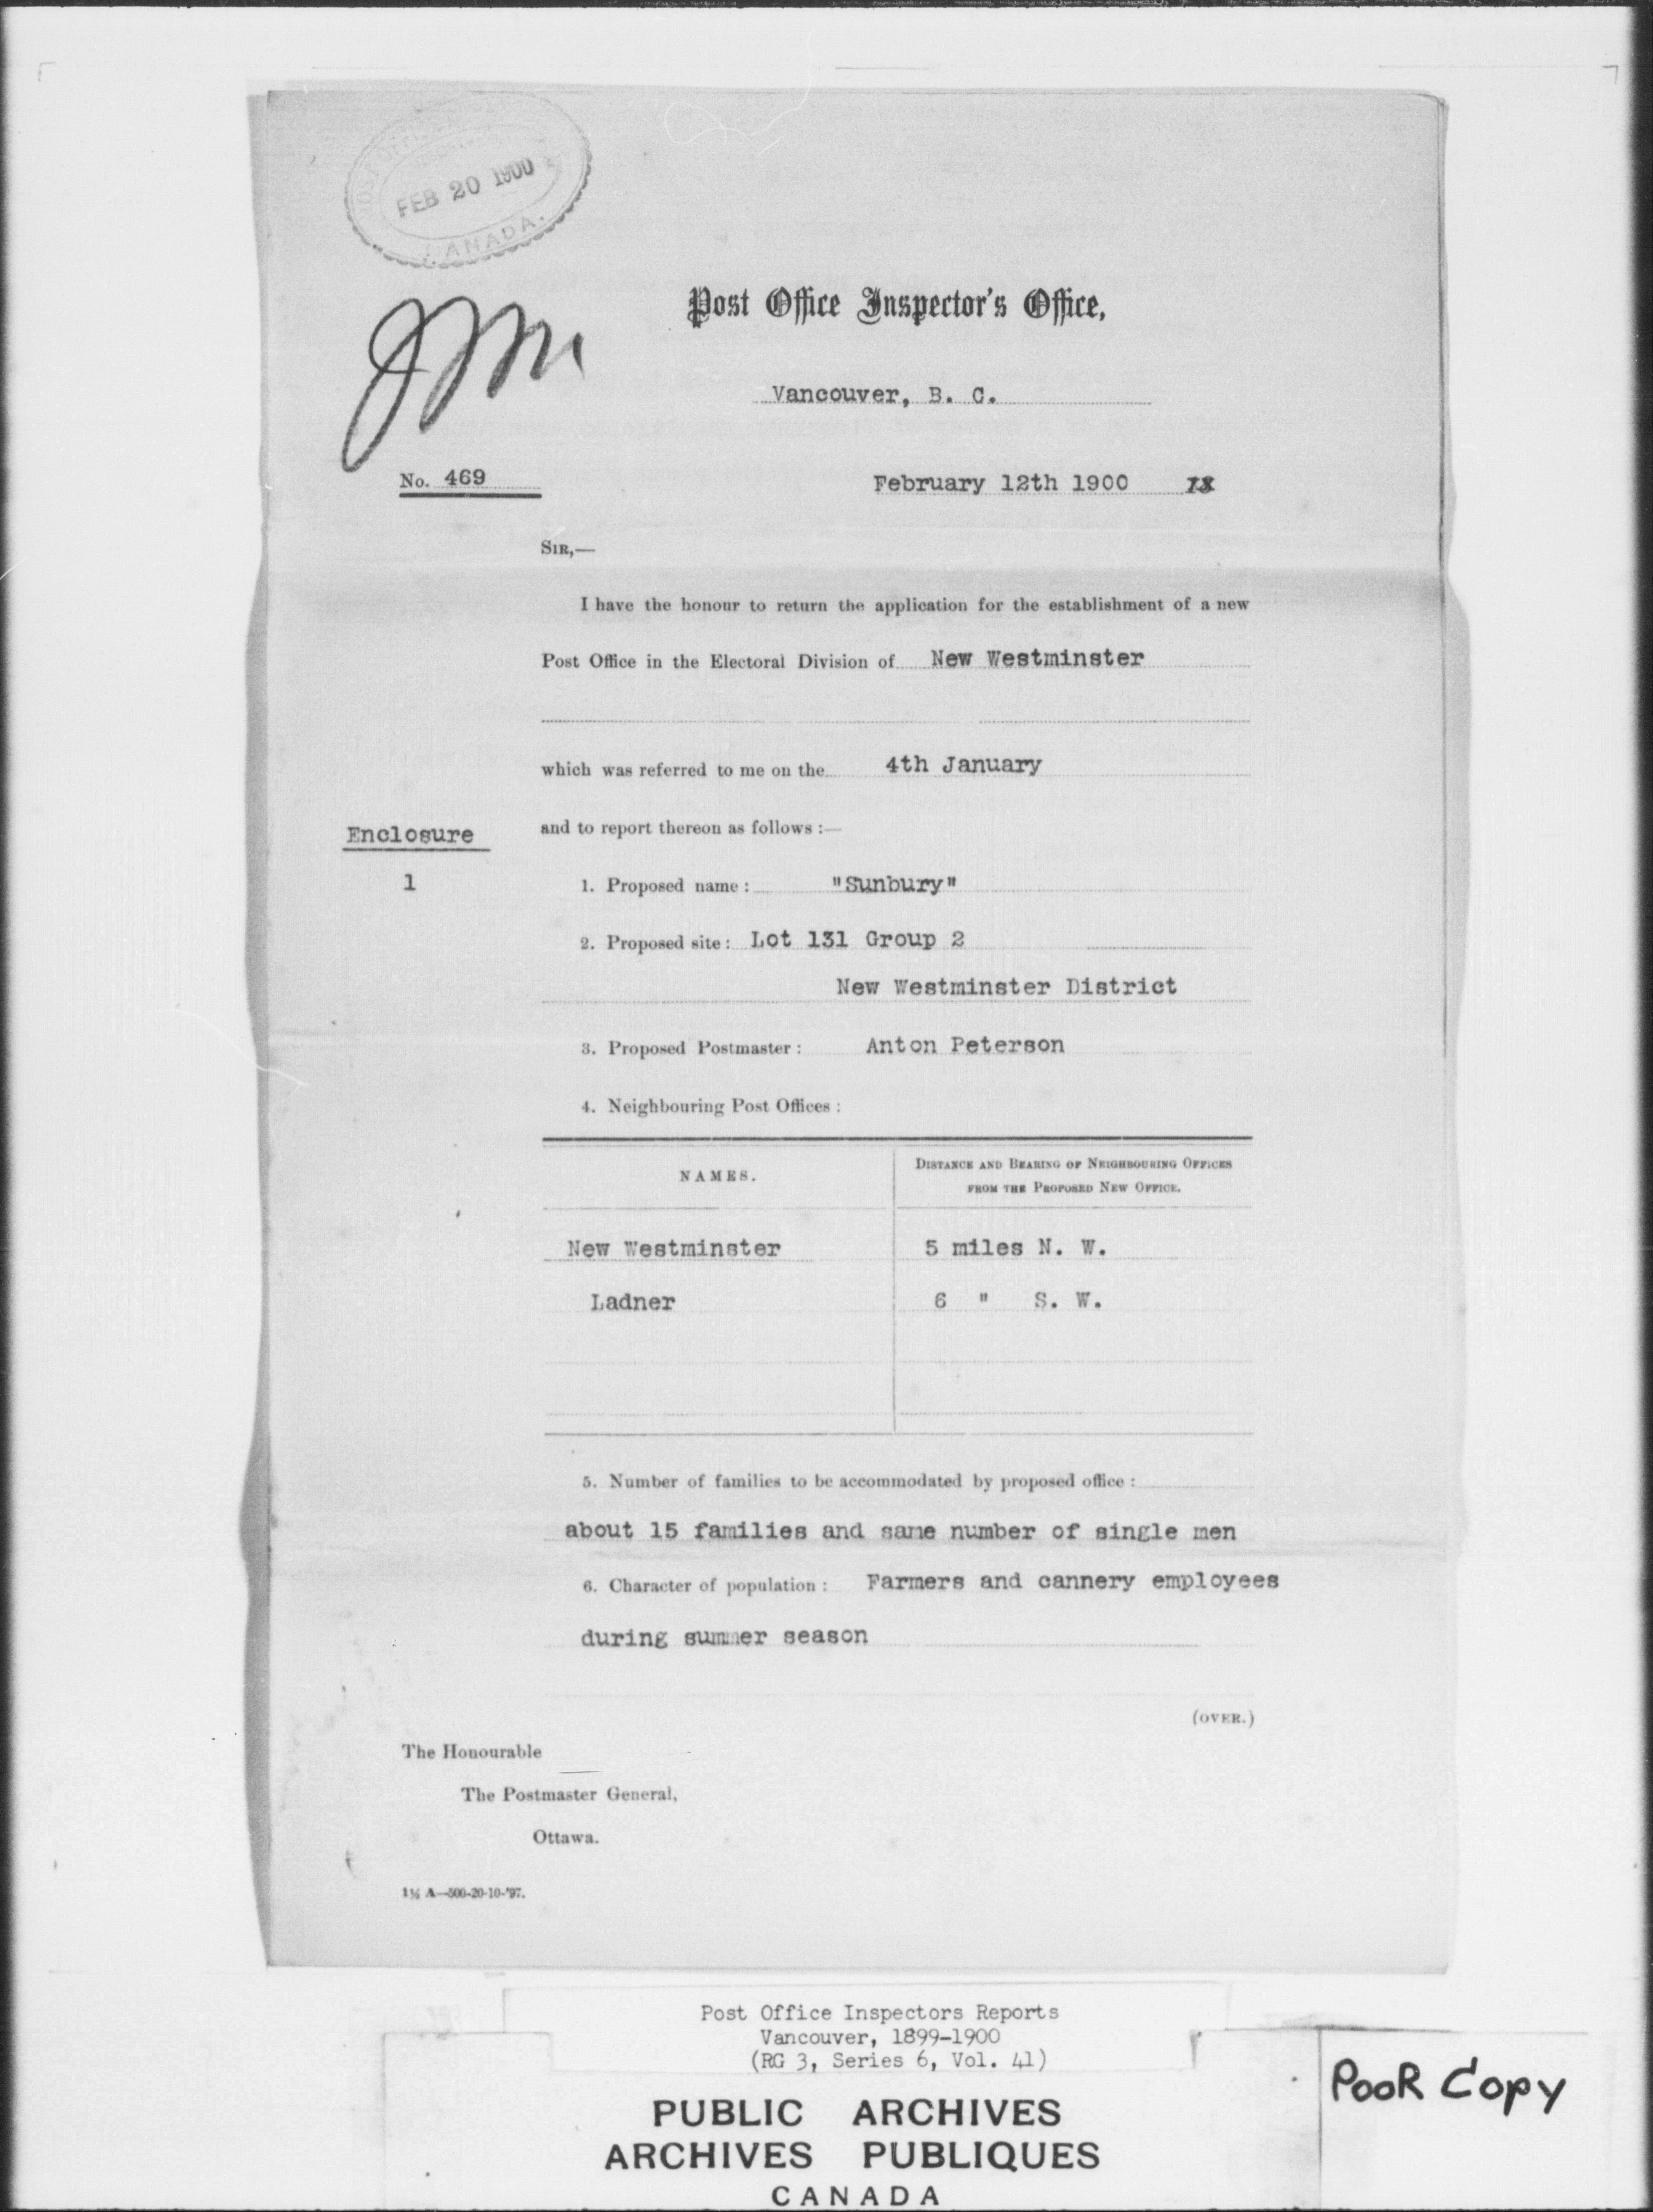 FEB 20 1900
CANADA.
Post Office Inspector's Office,
Vancouver, B. C.
No. 469
February 12th 1900
SIR,—
I have the honour to return the application for the establishment of a new
Post Office in the Electoral Division of New Westminster
which was referred to me on the 4th January
Enclosure
and to report thereon as follows :—
1
1. Proposed name : "Sunbury"
2. Proposed site : Lot 131 Group 2
New Westminster District
3. Proposed Postmaster : Anton Peterson
4. Neighbouring Post Offices :
NAMES.
DISTANCE AND BEARING OF NEIGHBOURING OFFICES
FROM THE PROPOSED NEW OFFICE.
New Westminster 5 miles N. W.
Ladner 6 " S. W.
5. Number of families to be accommodated by proposed office :
about 15 families and same number of single men
6. Character of population : Farmers and cannery employees
during summer season
(OVER.)
The Honourable
The Postmaster General,
Ottawa.
1½ A—500-20-10-'97.
Post Office Inspectors Reports
Vancouver, 1899-1900
(RG 3, Series 6, Vol. 41)
PooR Copy
PUBLIC ARCHIVES
ARCHIVES PUBLIQUES
CANADA